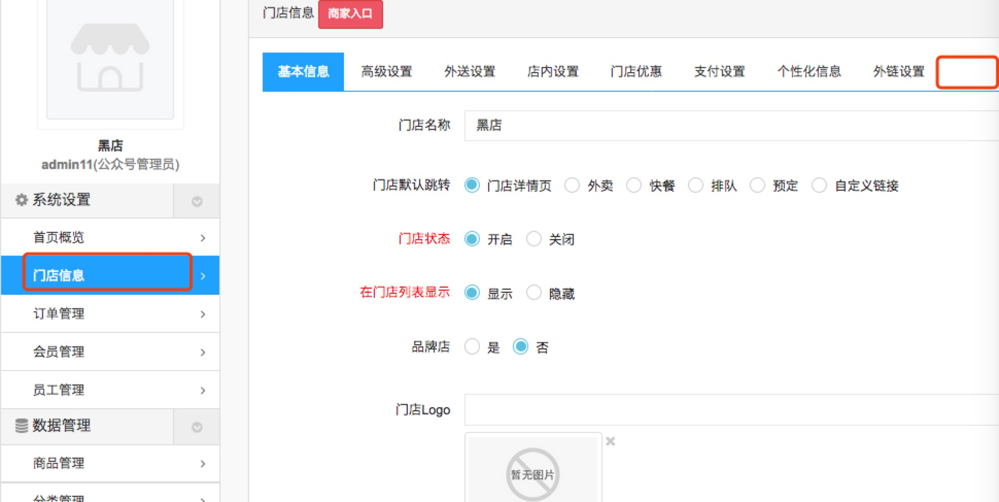 门店信息 商家入口
基本信息 高级设置 外送设置 店内设置 门店优惠 支付设置 个性化信息 外链设置
黑店
admin11(公众号管理员)
系统设置
首页概览
门店信息
订单管理
会员管理
员工管理
数据管理
商品管理
分类管理
门店名称 黑店
门店默认跳转 门店详情页 外卖 快餐 排队 预定 自定义链接
门店状态 开启 关闭
在门店列表显示 显示 隐藏
品牌店 是 否
门店Logo
暂无图片